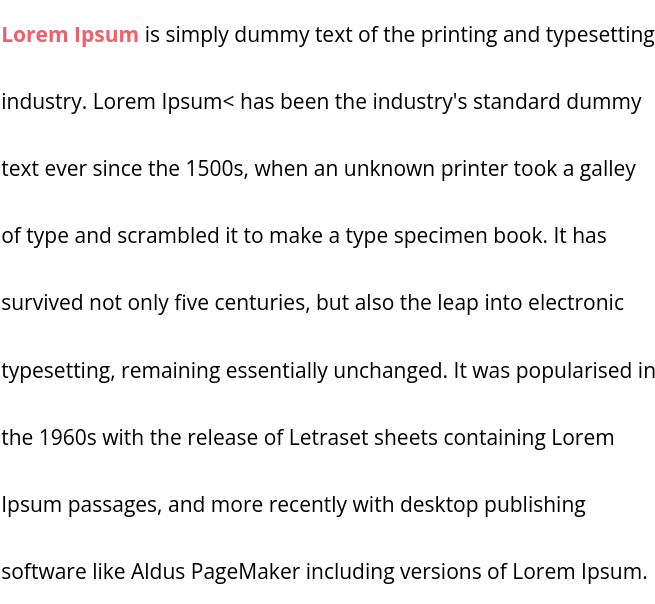 Lorem Ipsum is simply dummy text of the printing and typesetting
industry. Lorem Ipsum< has been the industry's standard dummy
text ever since the 1500s, when an unknown printer took a galley
of type and scrambled it to make a type specimen book. It has
survived not only five centuries, but also the leap into electronic
typesetting, remaining essentially unchanged. It was popularised in
the 1960s with the release of Letraset sheets containing Lorem
Ipsum passages, and more recently with desktop publishing
software like Aldus PageMaker including versions of Lorem Ipsum.